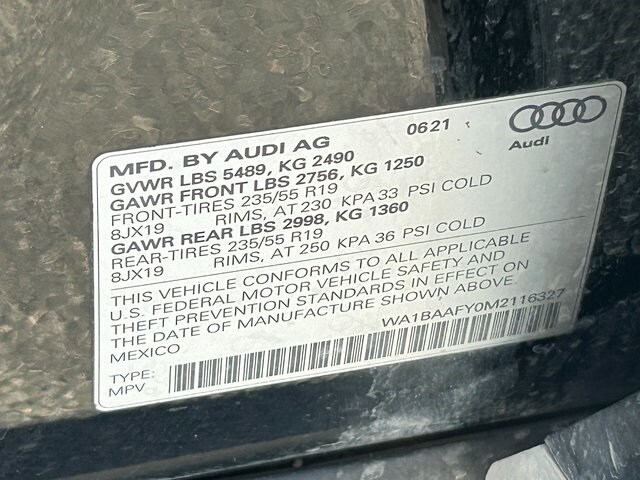 MFD. BY AUDI AG 0621
Audi
GVWR LBS 5489, KG 2490
GAWR FRONT LBS 2756, KG 1250
FRONT-TIRES 235/55 R19
8JX19 RIMS, AT 230 KPA 33 PSI COLD
GAWR REAR LBS 2998, KG 1360
REAR-TIRES 235/55 R19
8JX19 RIMS, AT 250 KPA 36 PSI COLD
THIS VEHICLE CONFORMS TO ALL APPLICABLE
U.S. FEDERAL MOTOR VEHICLE SAFETY AND
THEFT PREVENTION STANDARDS IN EFFECT ON
THE DATE OF MANUFACTURE SHOWN ABOVE.
MEXICO WA1BAAFY0M2116327
TYPE:
MPV